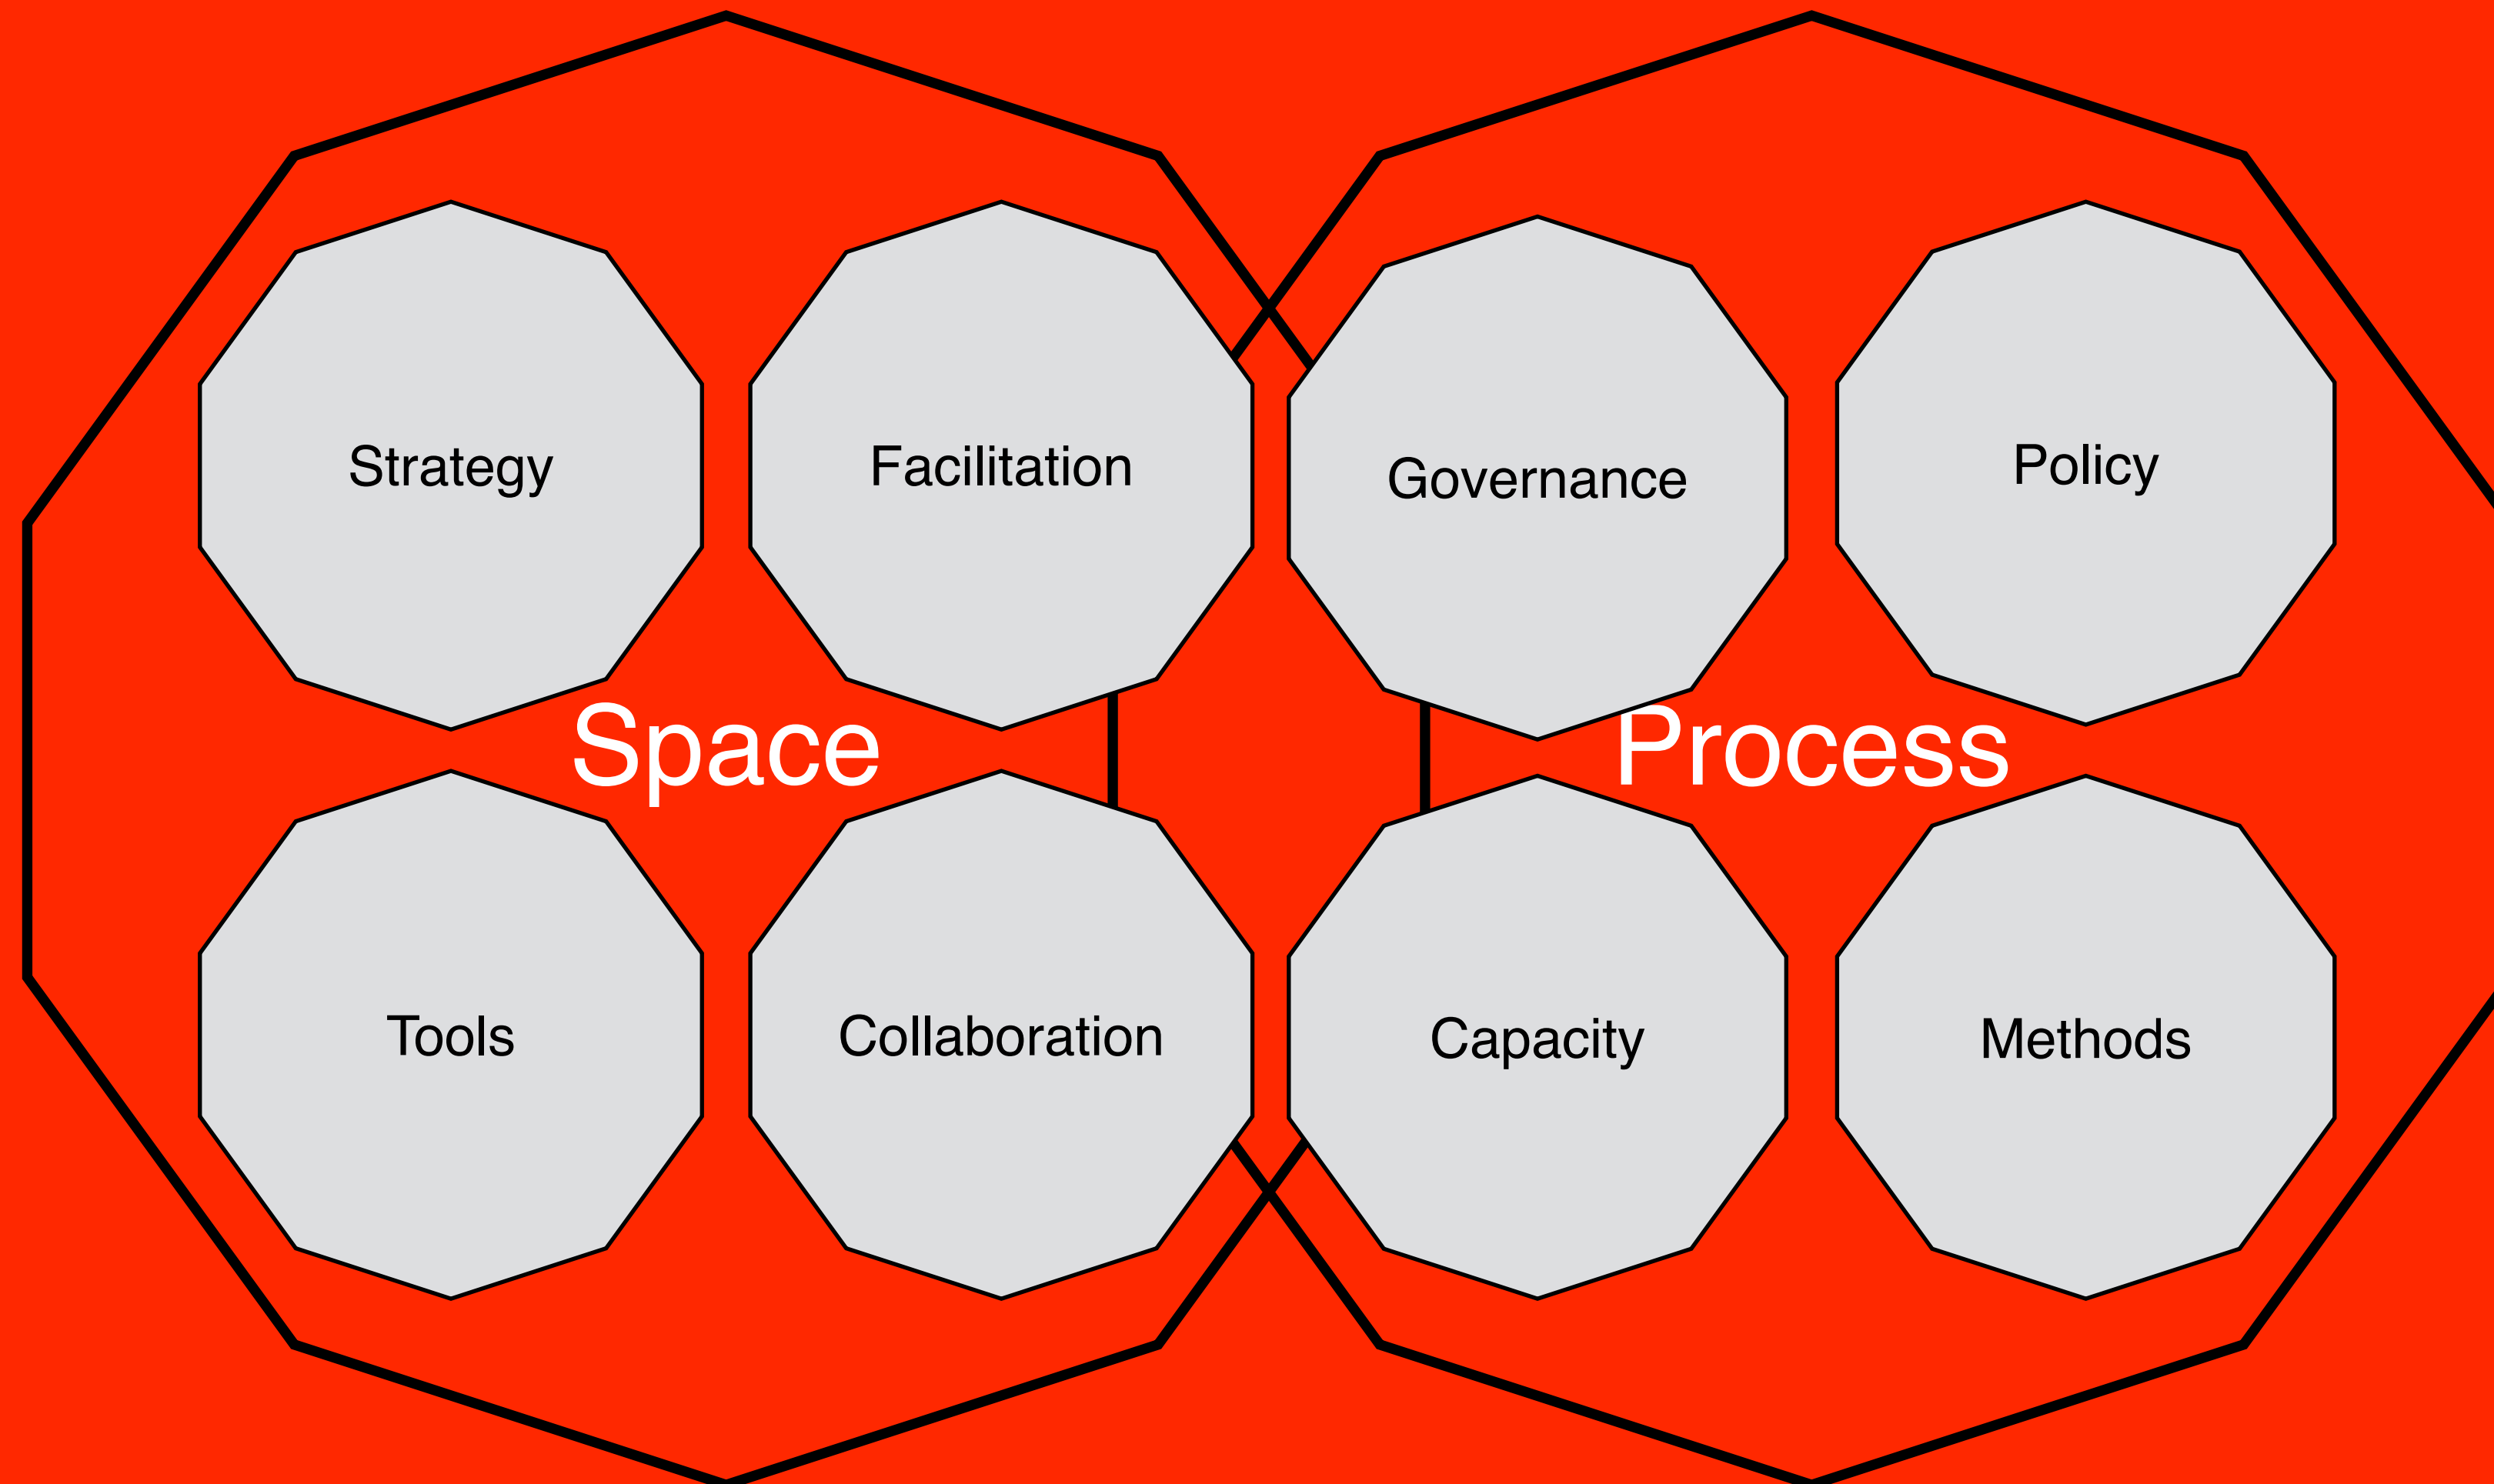 Strategy
Facilitation
Governance
Policy
Space
Process
Tools
Collaboration
Capacity
Methods